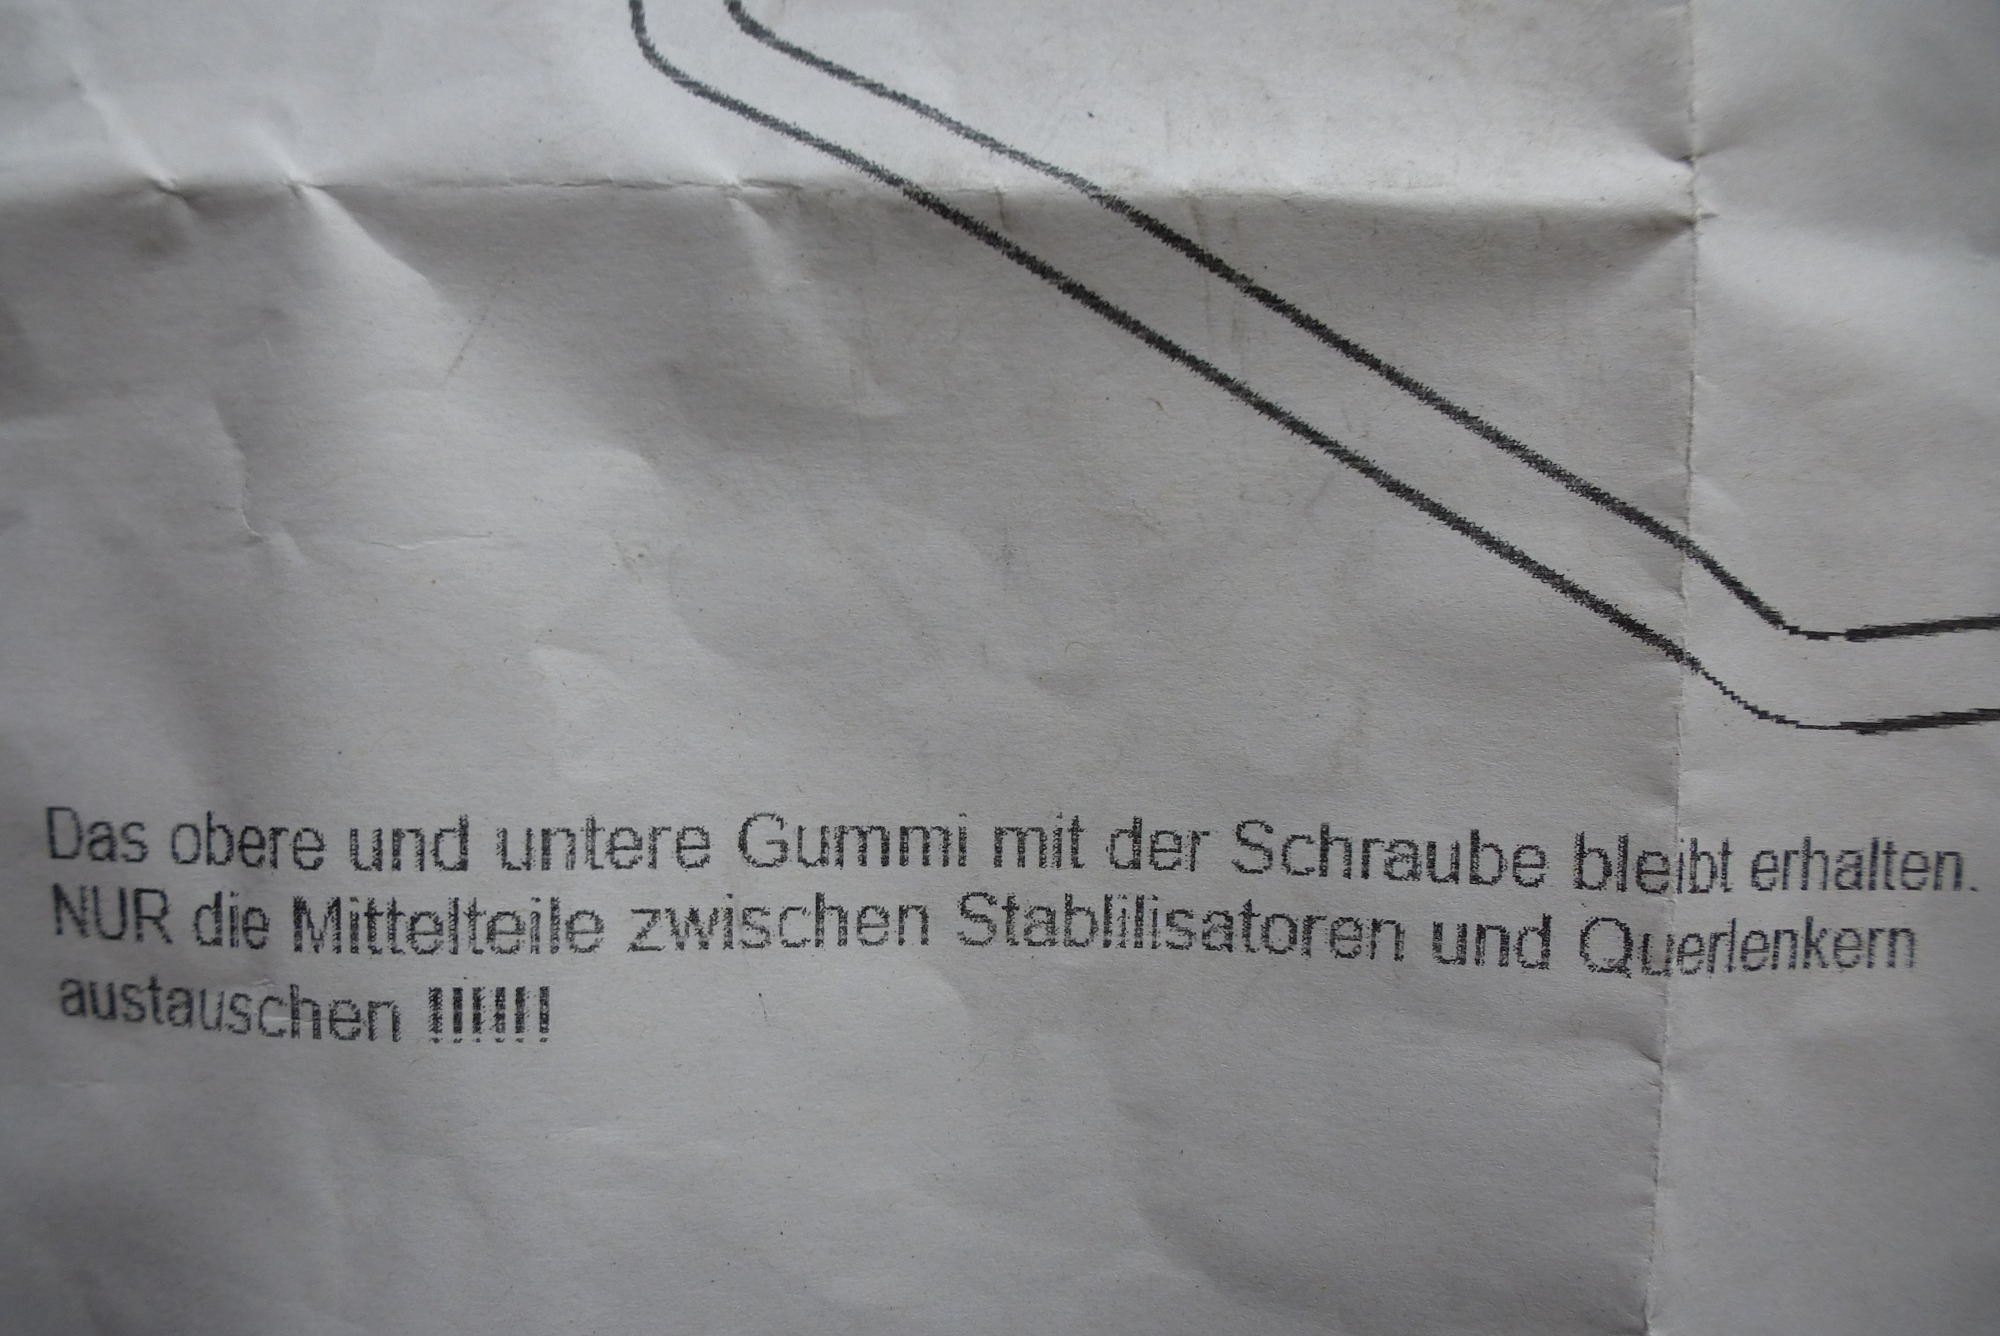 Das obere und untere Gummi mit der Schraube bleibt erhalten.
NUR die Mittelteile zwischen Stablilisatoren und Querlenkern
austauschen !!!!!!!